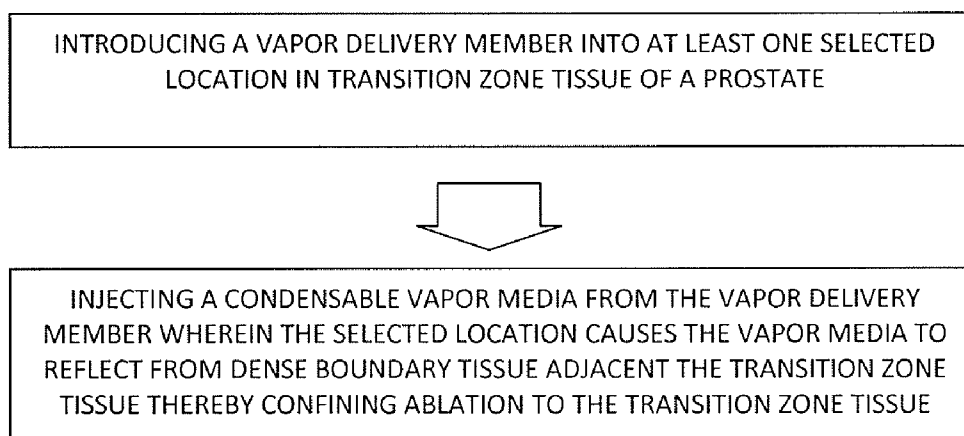 INTRODUCING A VAPOR DELIVERY MEMBER INTO AT LEAST ONE SELECTED
LOCATION IN TRANSITION ZONE TISSUE OF A PROSTATE
INJECTING A CONDENSABLE VAPOR MEDIA FROM THE VAPOR DELIVERY
MEMBER WHEREIN THE SELECTED LOCATION CAUSES THE VAPOR MEDIA TO
REFLECT FROM DENSE BOUNDARY TISSUE ADJACENT THE TRANSITION ZONE
TISSUE THEREBY CONFINING ABLATION TO THE TRANSITION ZONE TISSUE